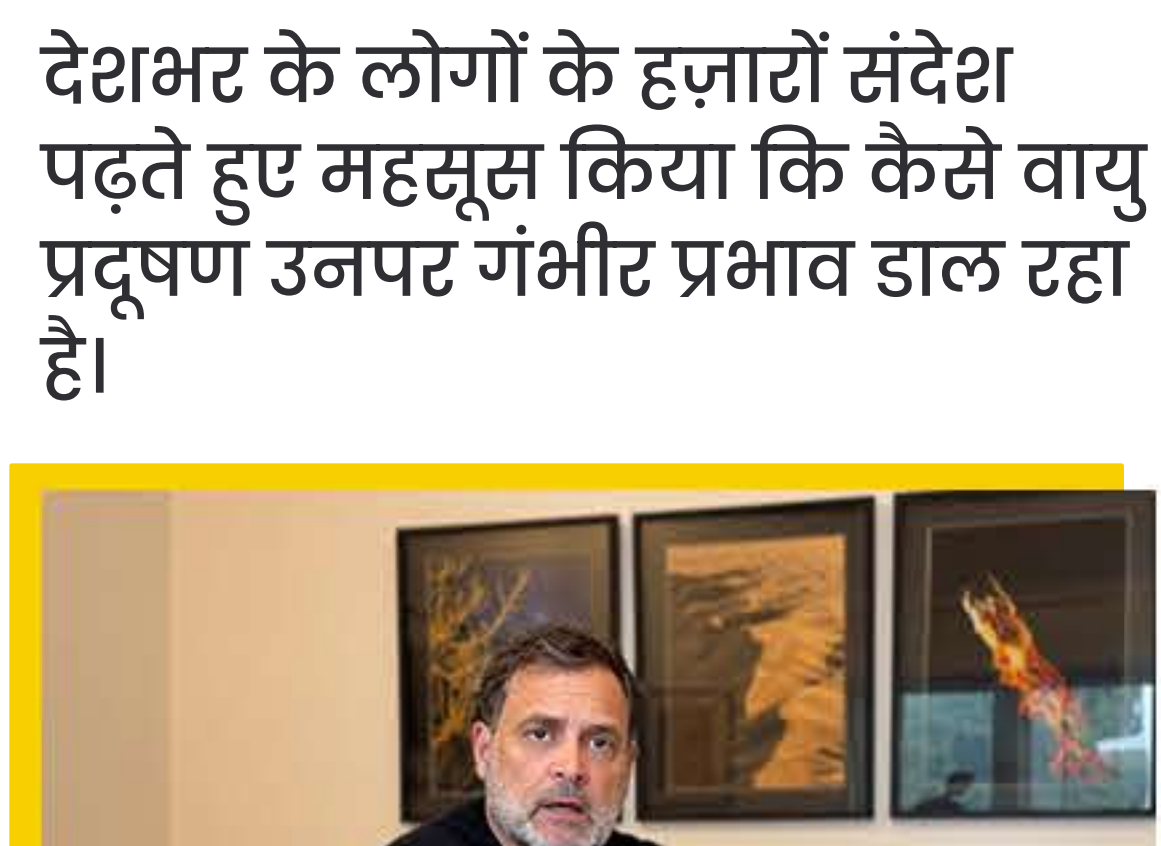 देशभर के लोगों के हज़ारों संदेश
पढ़ते हुए महसूस किया कि कैसे वायु
प्रदूषण उनपर गंभीर प्रभाव डाल रहा
है।